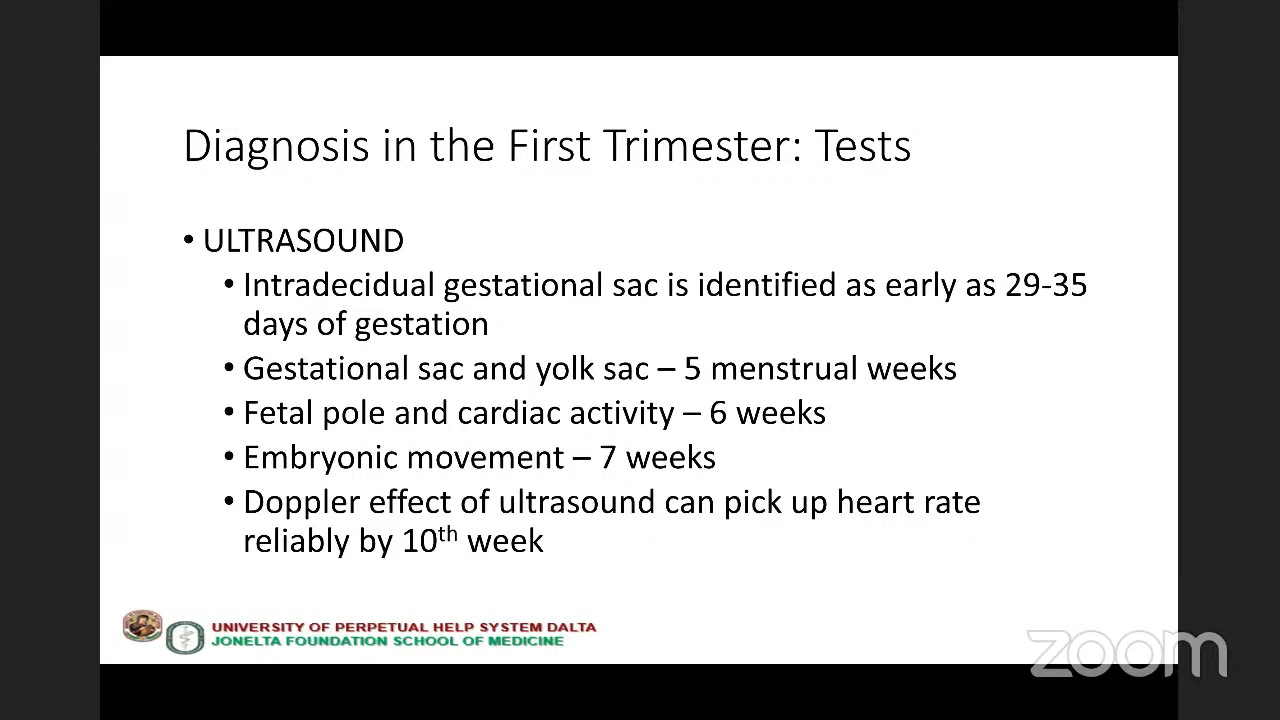 Diagnosis in the First Trimester: Tests
• ULTRASOUND
• Intradecidual gestational sac is identified as early as 29-35
days of gestation
• Gestational sac and yolk sac – 5 menstrual weeks
• Fetal pole and cardiac activity – 6 weeks
• Embryonic movement – 7 weeks
• Doppler effect of ultrasound can pick up heart rate
reliably by 10th week
UNIVERSITY OF PERPETUAL HELP SYSTEM DALTA
JONELTA FOUNDATION SCHOOL OF MEDICINE
zoom